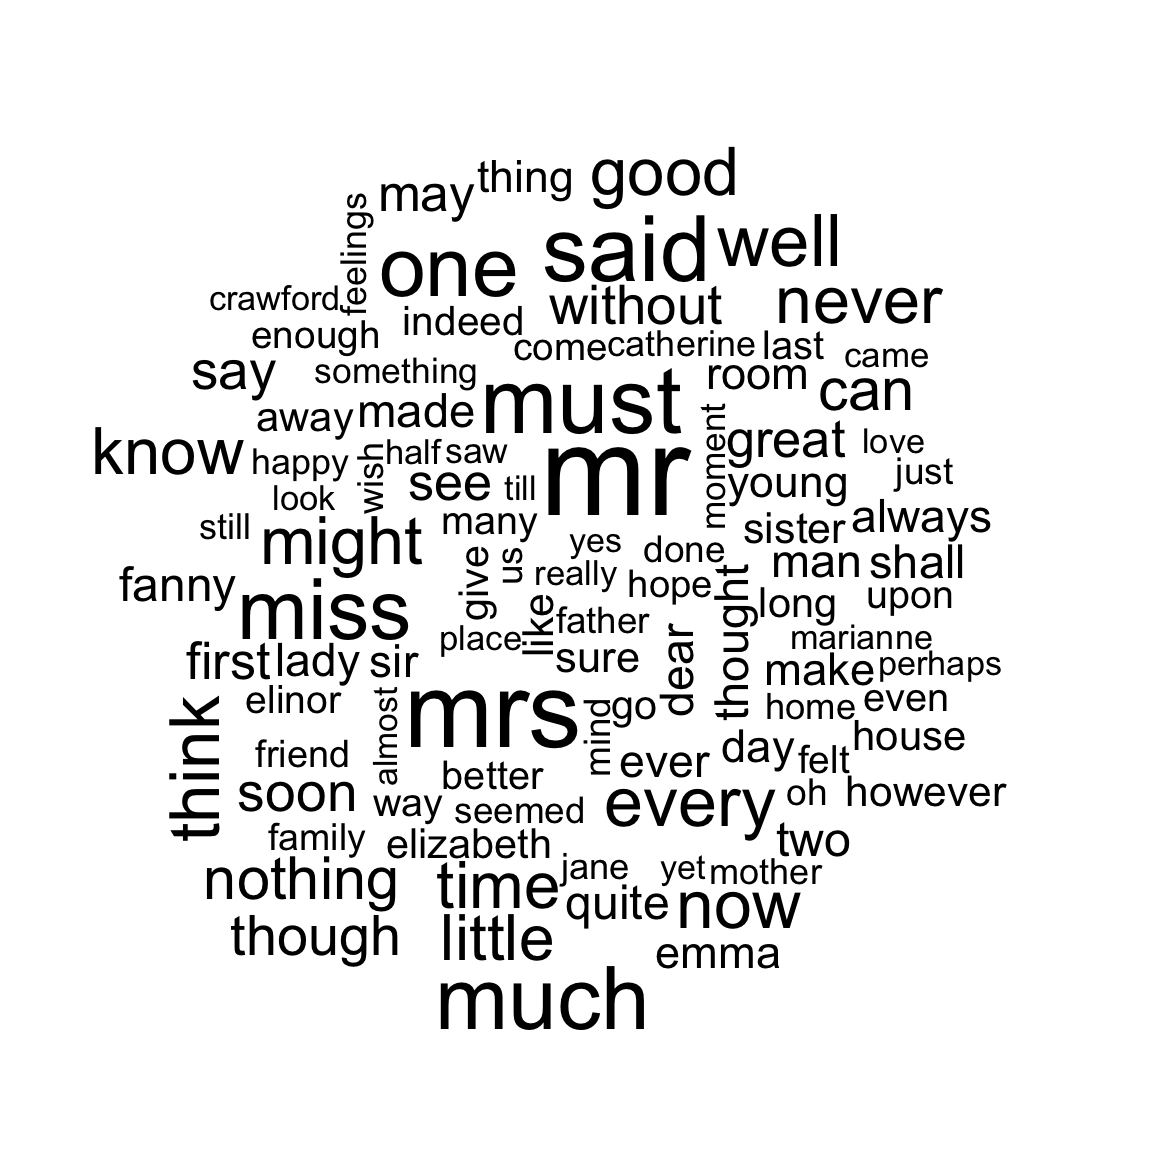 thing good
may
feelings
said well
one
crawford without never
enough indeed
come catherine last came
say something room can
away made must
know happy wish half saw mr moment great love
look see till young just
still might many sister always
yes done man shall
fanny give us really hope thought long upon
miss like father marianne
place sure dear make perhaps
first lady sir
elinor almost mrs mind go home even
think friend ever day felt house
soon better every oh however
way seemed
family elizabeth two
nothing time jane yet mother
quite now
though little emma
much